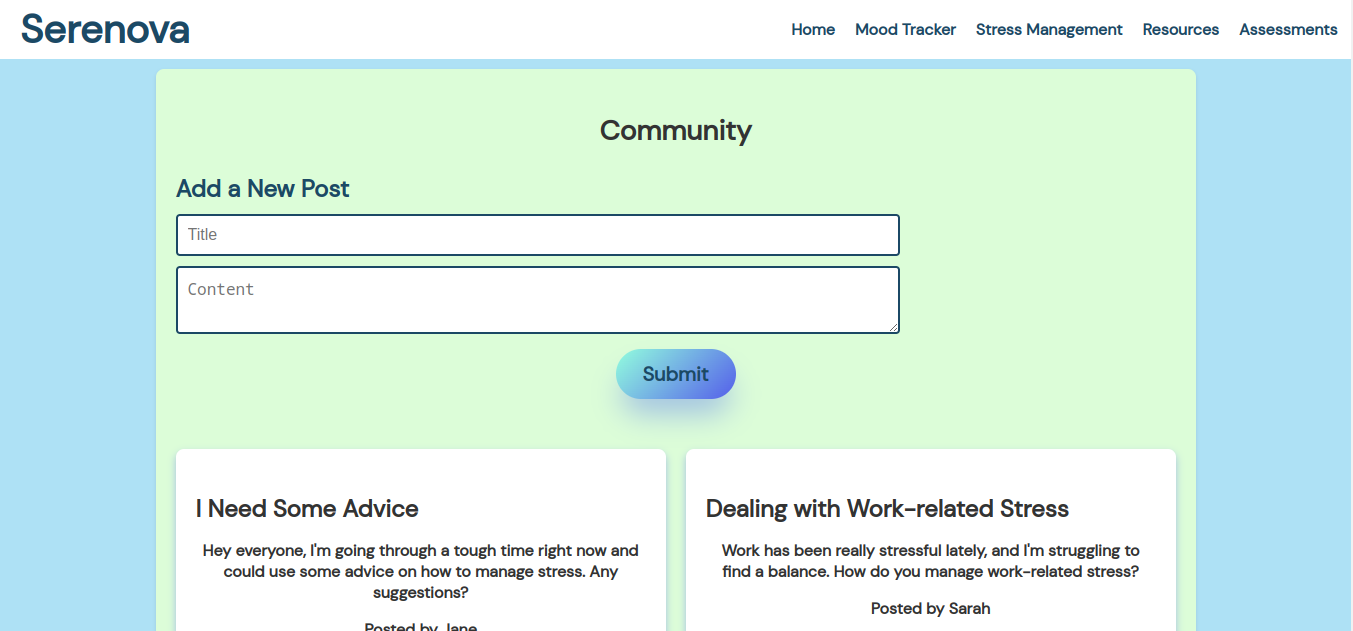 Serenova
Home Mood Tracker Stress Management Resources Assessments
Community
Add a New Post
Title
Content
Submit
I Need Some Advice
Hey everyone, I'm going through a tough time right now and
could use some advice on how to manage stress. Any
suggestions?
Posted by Jane
Dealing with Work-related Stress
Work has been really stressful lately, and I'm struggling to
find a balance. How do you manage work-related stress?
Posted by Sarah